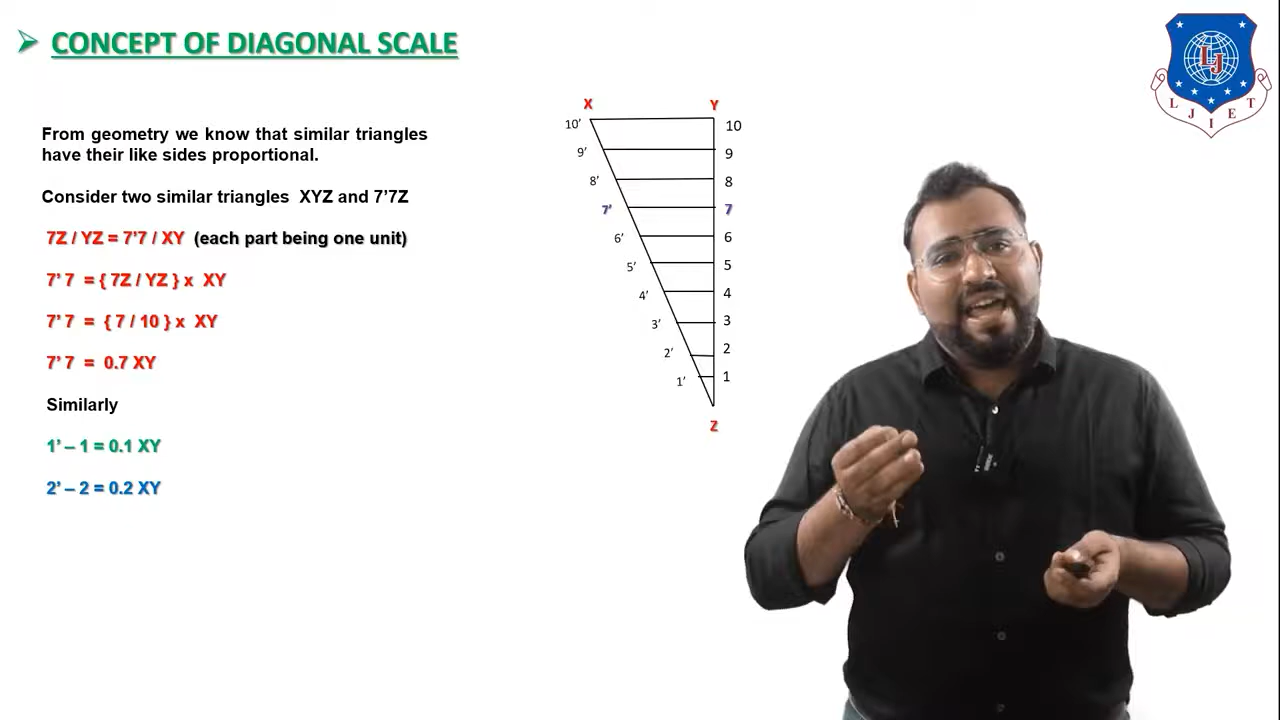 CONCEPT OF DIAGONAL SCALE
From geometry we know that similar triangles
have their like sides proportional.
Consider two similar triangles XYZ and 7’7Z
7Z / YZ = 7’7 / XY (each part being one unit)
7’ 7 = { 7Z / YZ } x XY
7’ 7 = { 7 / 10 } x XY
7’ 7 = 0.7 XY
Similarly
1’ – 1 = 0.1 XY
2’ – 2 = 0.2 XY
X Y
10’ 10
9’ 9
8’ 8
7’ 7
6’ 6
5’ 5
4’ 4
3’ 3
2’ 2
1’ 1
Z
LJ
L J I E T